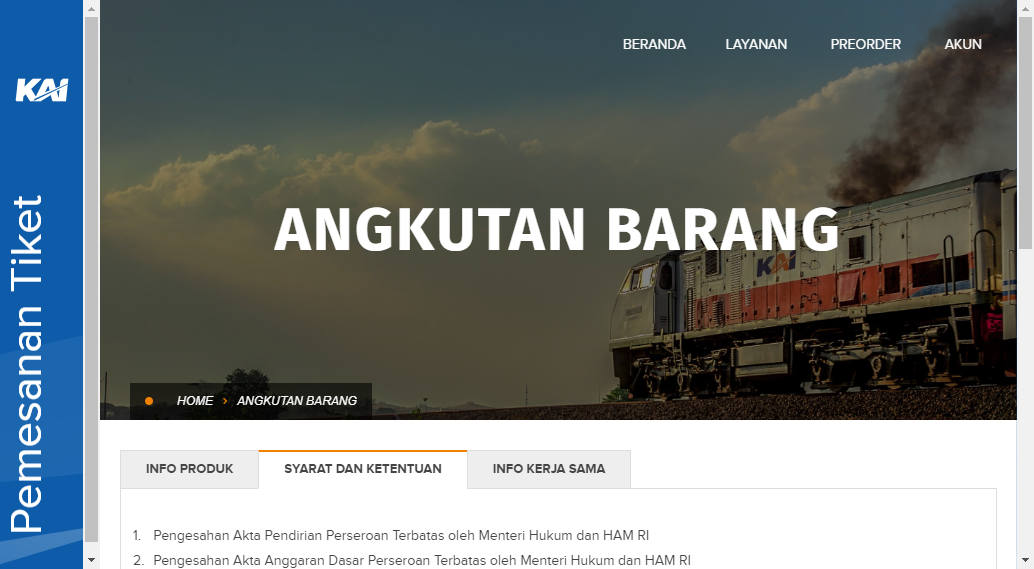 KAI
Pemesanan Tiket
BERANDA LAYANAN PREORDER AKUN
ANGKUTAN BARANG
KAI
HOME › ANGKUTAN BARANG
INFO PRODUK SYARAT DAN KETENTUAN INFO KERJA SAMA
1. Pengesahan Akta Pendirian Perseroan Terbatas oleh Menteri Hukum dan HAM RI
2. Pengesahan Akta Anggaran Dasar Perseroan Terbatas oleh Menteri Hukum dan HAM RI